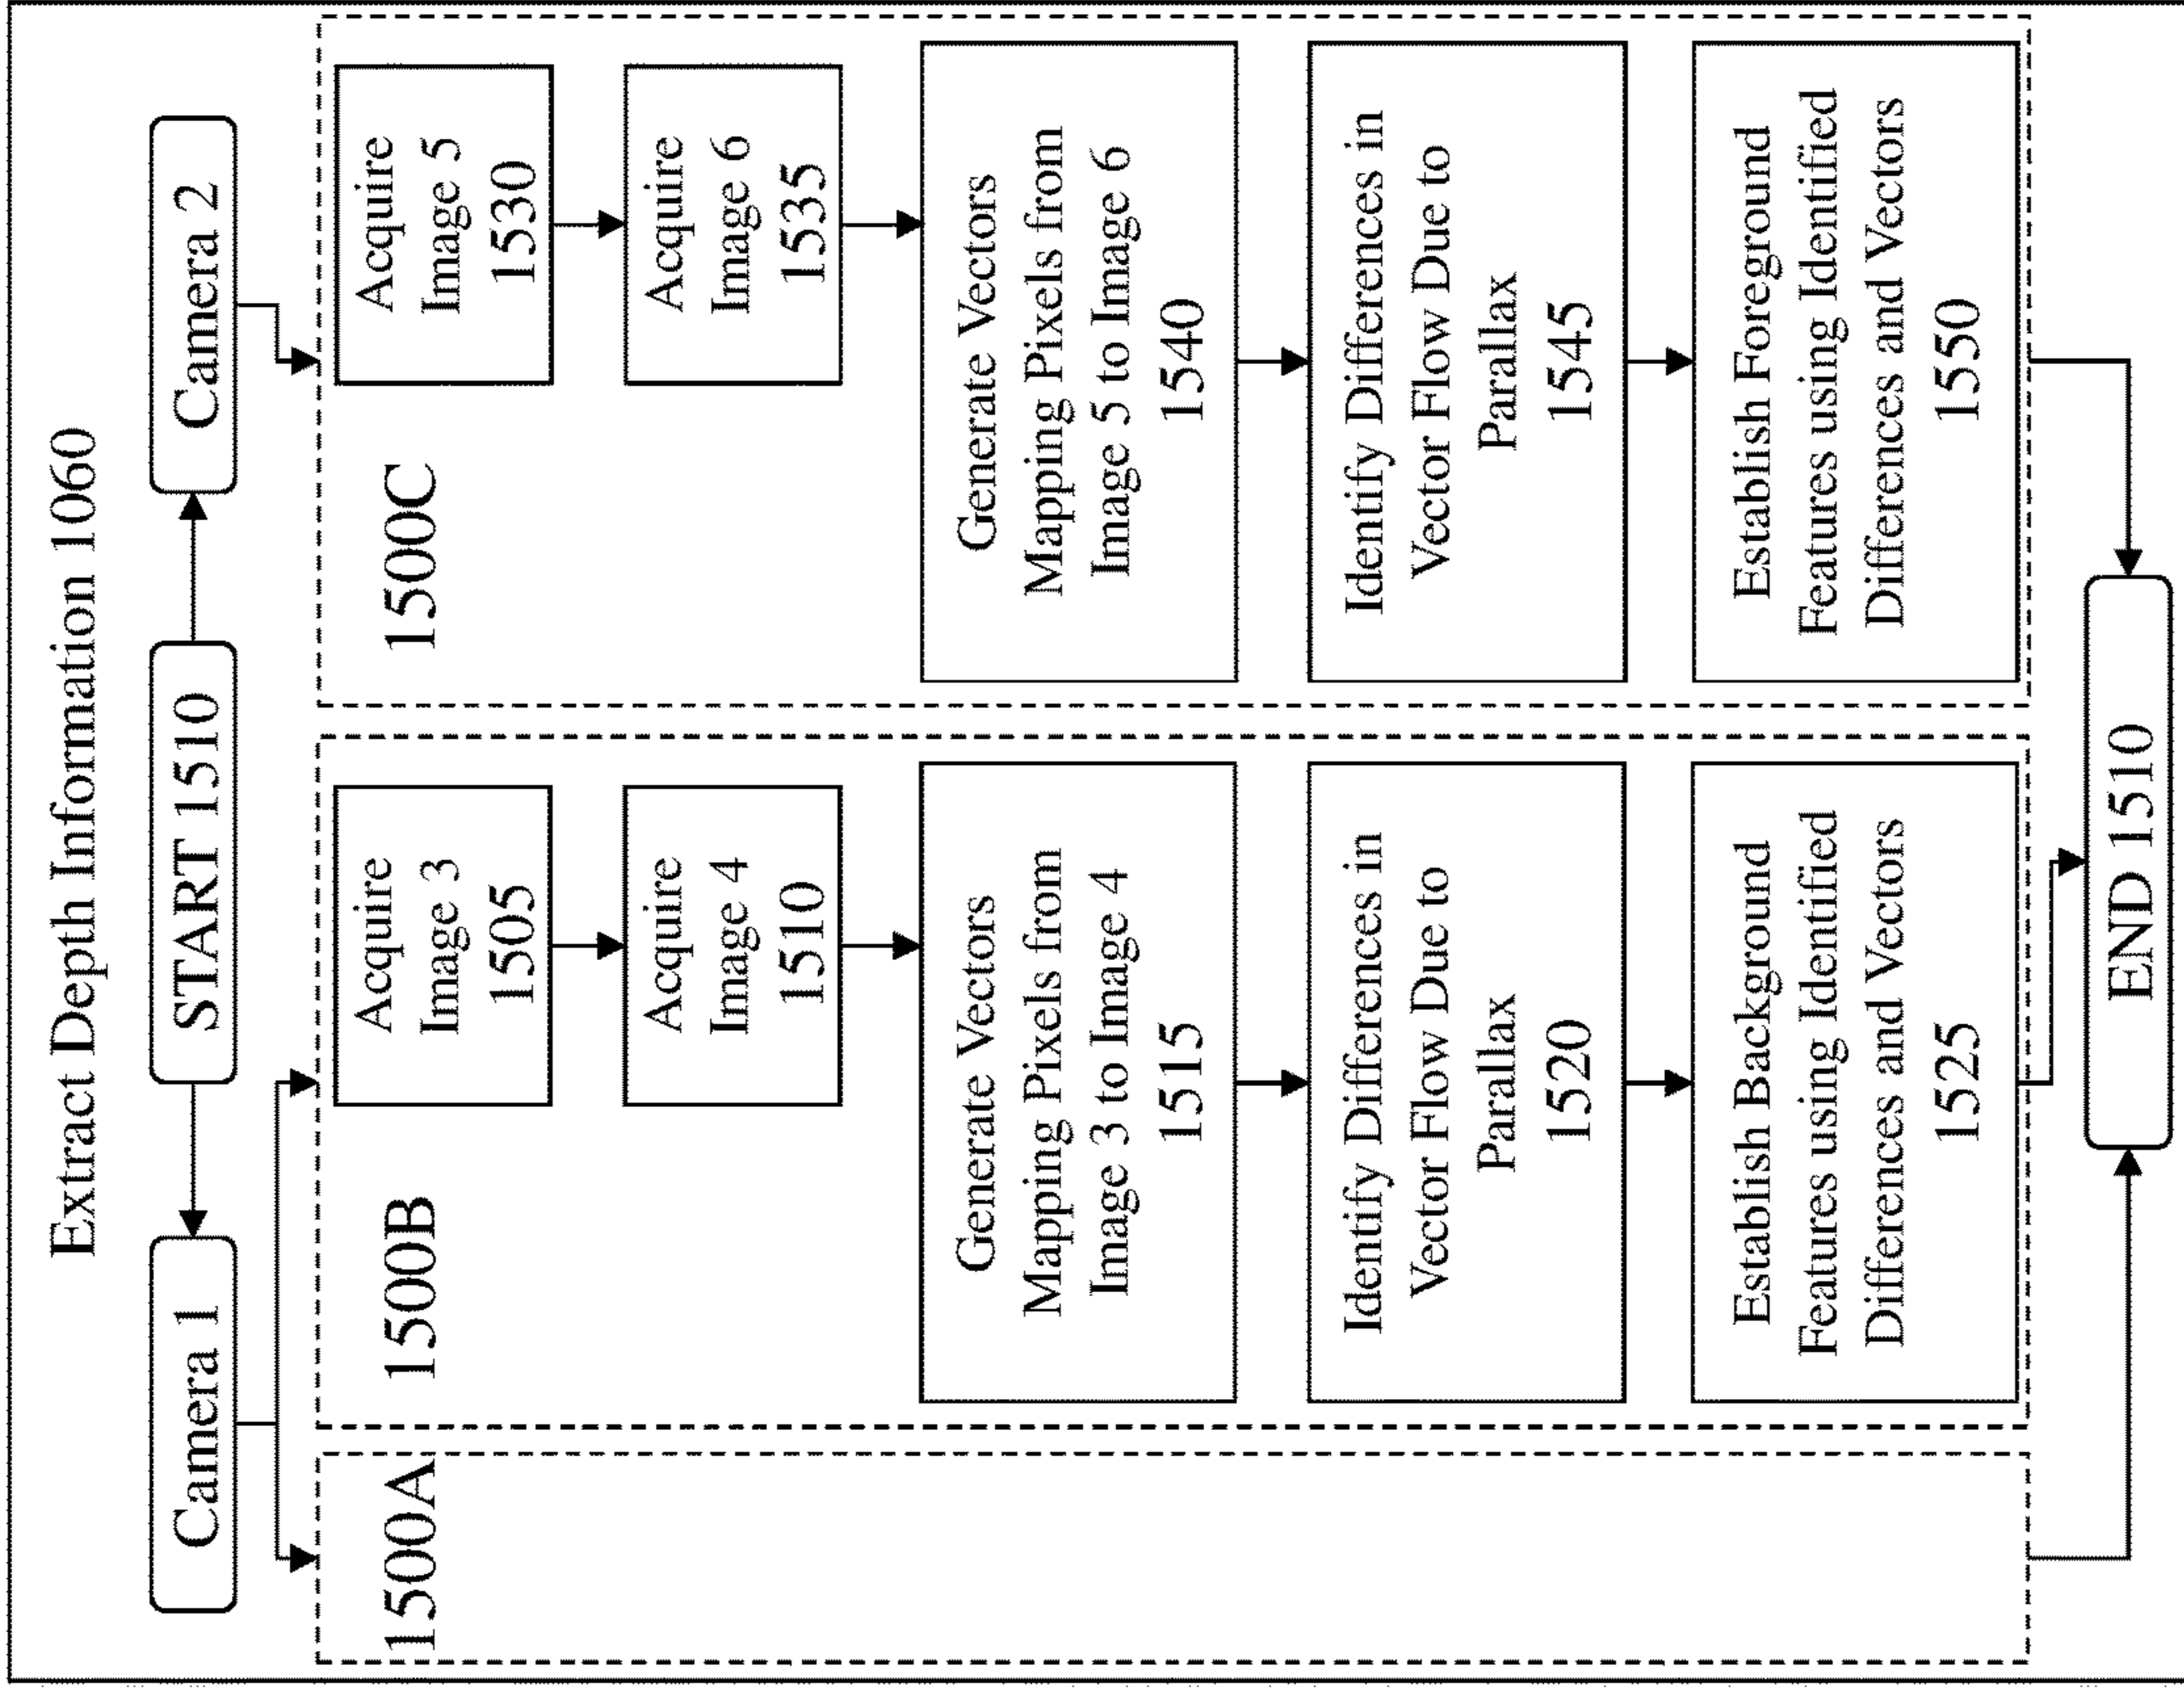 Extract Depth Information 1060
Camera 1
START 1510
Camera 2
1500A
1500B
Acquire
Image 3
1505
Acquire
Image 4
1510
Generate Vectors
Mapping Pixels from
Image 3 to Image 4
1515
Identify Differences in
Vector Flow Due to
Parallax
1520
Establish Background
Features using Identified
Differences and Vectors
1525
1500C
Acquire
Image 5
1530
Acquire
Image 6
1535
Generate Vectors
Mapping Pixels from
Image 5 to Image 6
1540
Identify Differences in
Vector Flow Due to
Parallax
1545
Establish Foreground
Features using Identified
Differences and Vectors
1550
END 1510